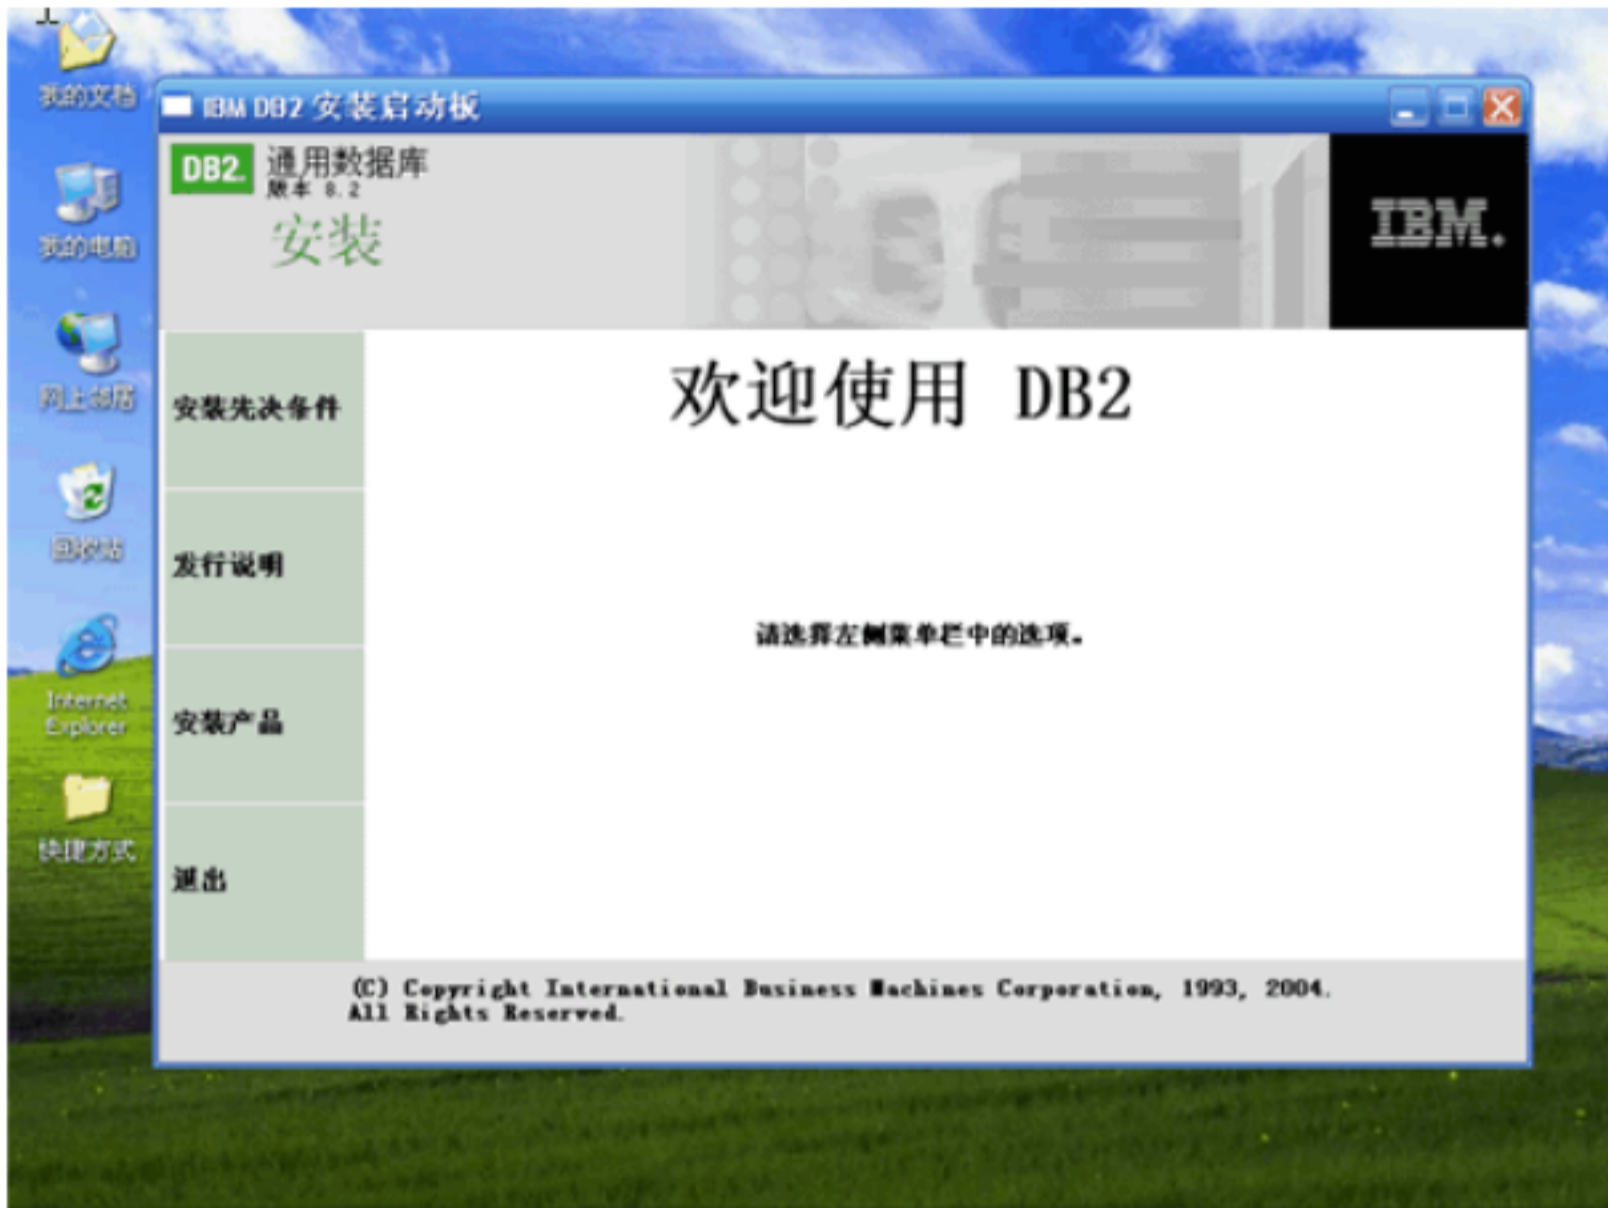 我的文档
我的电脑
网上邻居
回收站
Internet
Explorer
快捷方式
IBM DB2 安装启动板
DB2. 通用数据库
版本 8.2
安装
IBM.
安装先决条件
发行说明
安装产品
退出
欢迎使用 DB2
请选择左侧菜单栏中的选项。
(C) Copyright International Business Machines Corporation, 1993, 2004.
All Rights Reserved.